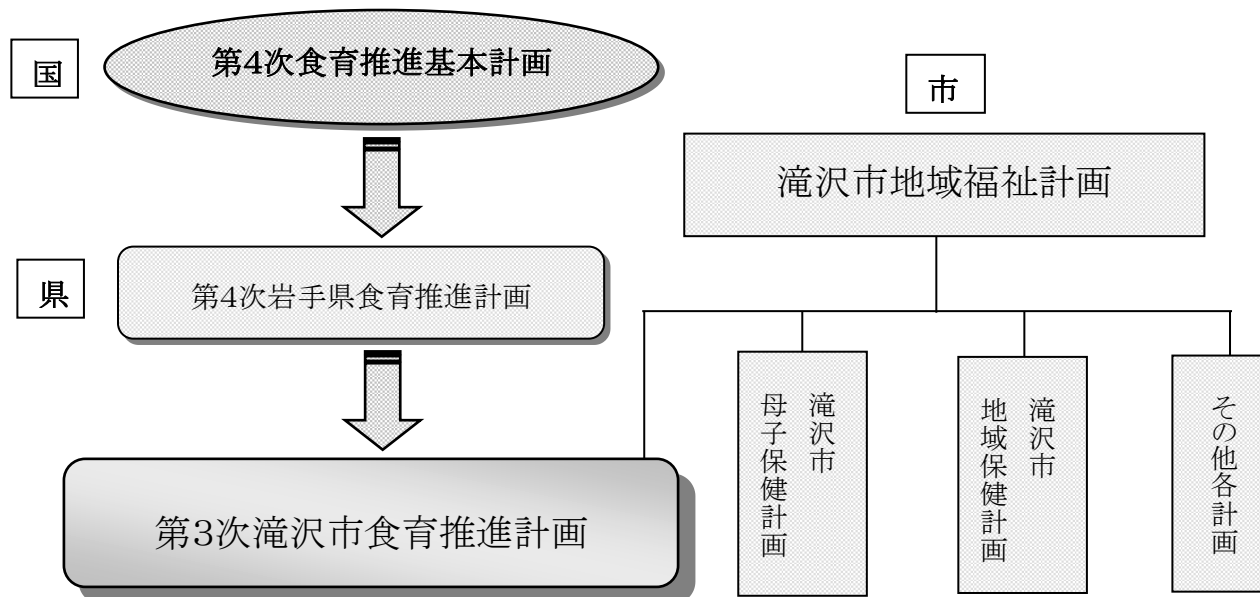 国
第4次食育推進基本計画
市
滝沢市地域福祉計画
県
第4次岩手県食育推進計画
第3次滝沢市食育推進計画
滝沢市
母子保健計画
滝沢市
地域保健計画
その他各計画